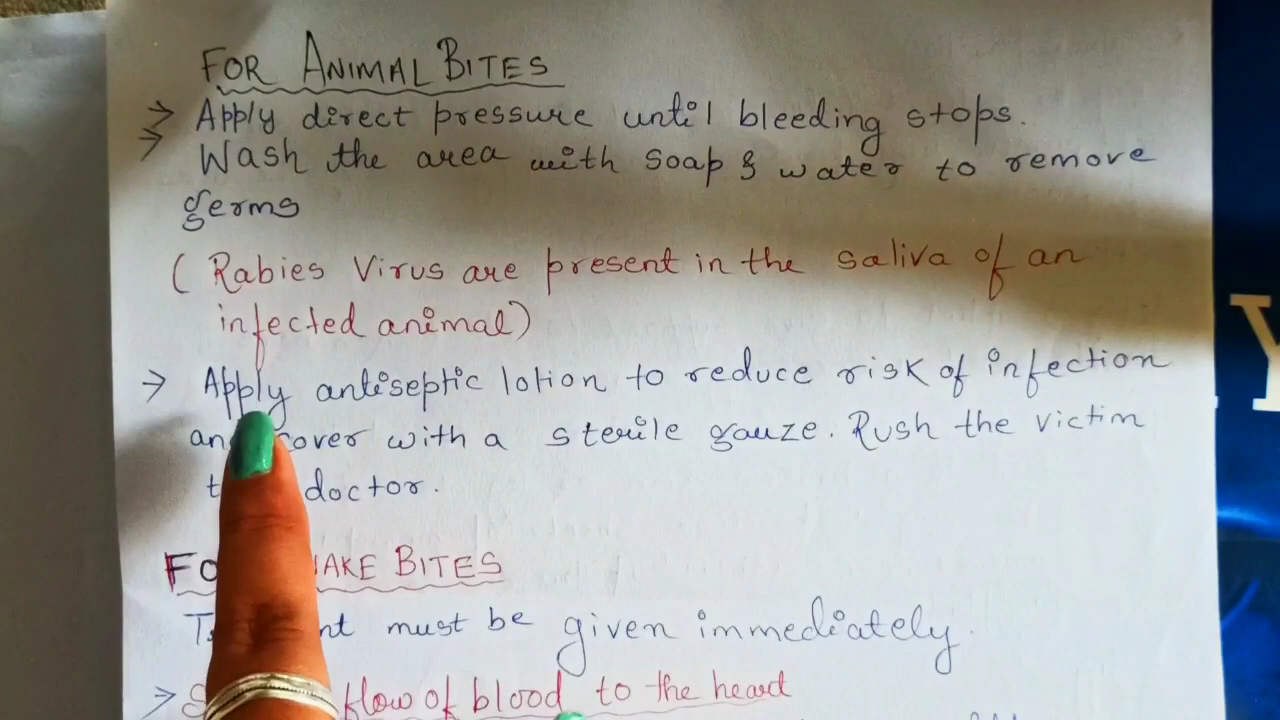 FOR ANIMAL BITES
→ Apply direct pressure until bleeding stops.
→ Wash the area with soap & water to remove
germs
( Rabies Virus are present in the saliva of an
infected animal)
→ Apply antiseptic lotion to reduce risk of infection
cover with a sterile gauze. Rush the victim
doctor.
BITES
must be given immediately.
→ flow of blood to the heart
Y